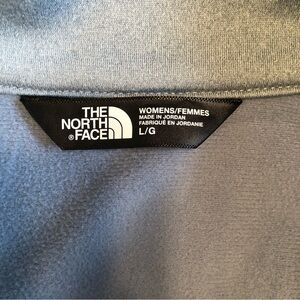 THE
NORTH
®FACE
WOMENS/FEMMES
MADE IN JORDAN
FABRIQUÉ EN JORDANIE
L/G